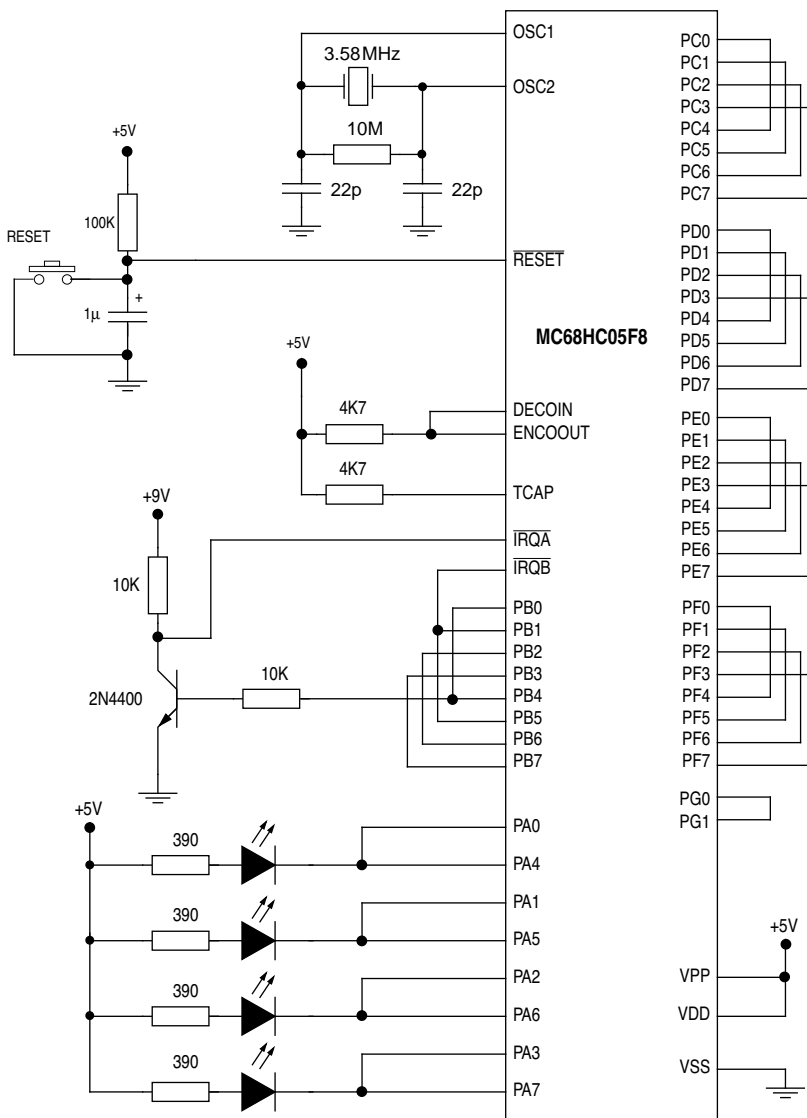 OSC1
3.58MHz
OSC2
10M
22p
22p
+5V
100K
RESET
+
1µ
RESET
MC68HC05F8
+5V
4K7
DECOIN
ENCOOUT
4K7
TCAP
+9V
10K
IRQA
IRQB
PB0
PB1
PB2
PB3
PB4
PB5
PB6
PB7
10K
2N4400
+5V
390
PA0
PA4
390
PA1
PA5
390
PA2
PA6
390
PA3
PA7
PC0
PC1
PC2
PC3
PC4
PC5
PC6
PC7
PD0
PD1
PD2
PD3
PD4
PD5
PD6
PD7
PE0
PE1
PE2
PE3
PE4
PE5
PE6
PE7
PF0
PF1
PF2
PF3
PF4
PF5
PF6
PF7
PG0
PG1
+5V
VPP
VDD
VSS